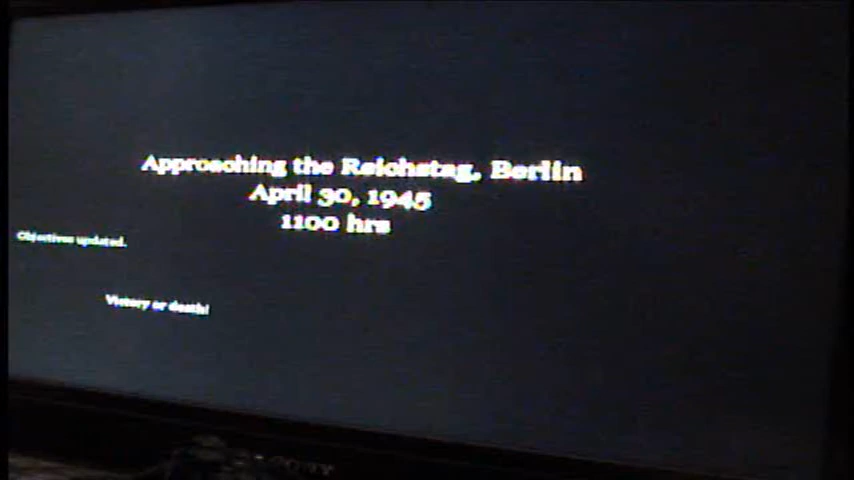 Approaching the Reichstag, Berlin
April 30, 1945
1100 hrs
Objectives updated.
Victory or death!